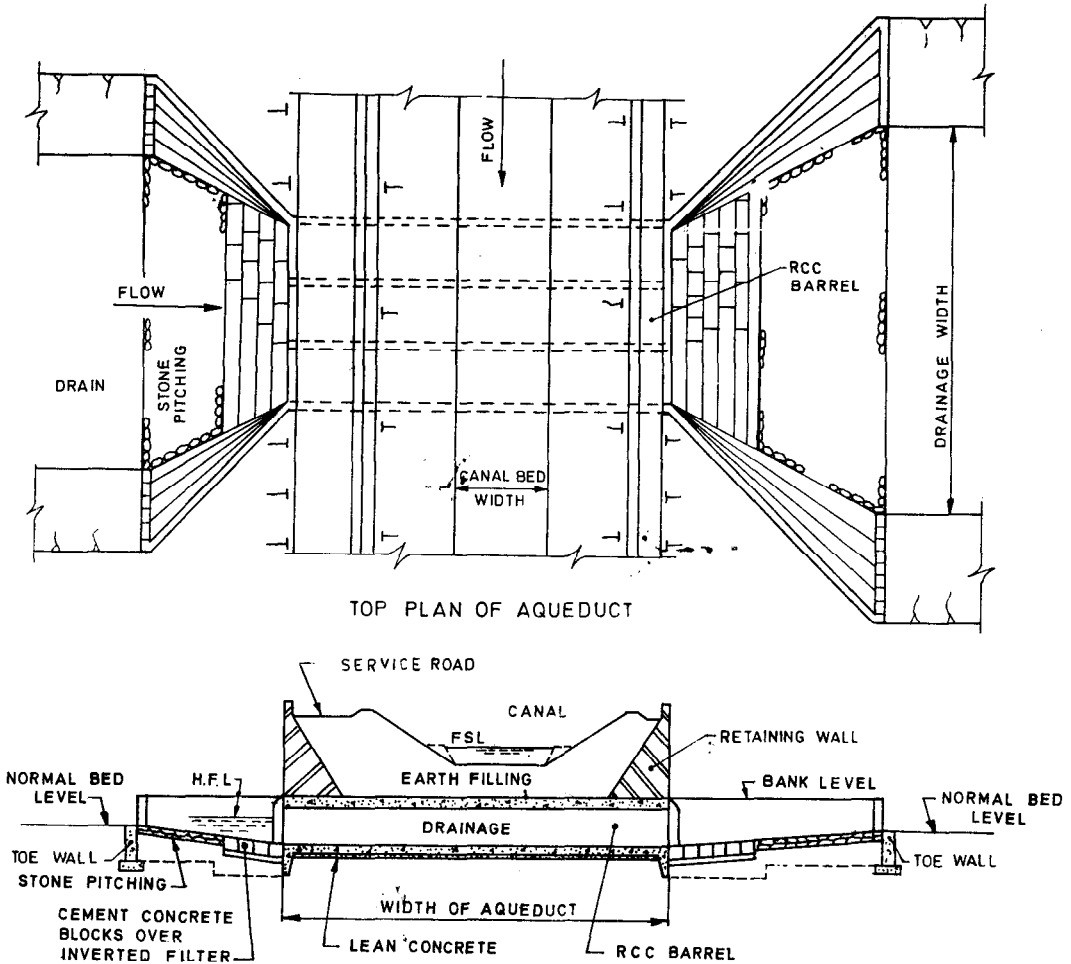 FLOW
RCC
BARREL
FLOW
DRAIN
STONE
PITCHING
DRAINAGE WIDTH
CANAL BED
WIDTH
TOP PLAN OF AQUEDUCT
SERVICE ROAD
CANAL
FSL
RETAINING WALL
NORMAL BED
LEVEL
H.F.L
EARTH FILLING
BANK LEVEL
NORMAL BED
LEVEL
DRAINAGE
TOE WALL
TOE WALL
STONE PITCHING
WIDTH OF AQUEDUCT
CEMENT CONCRETE
BLOCKS OVER
INVERTED FILTER
LEAN CONCRETE
RCC BARREL